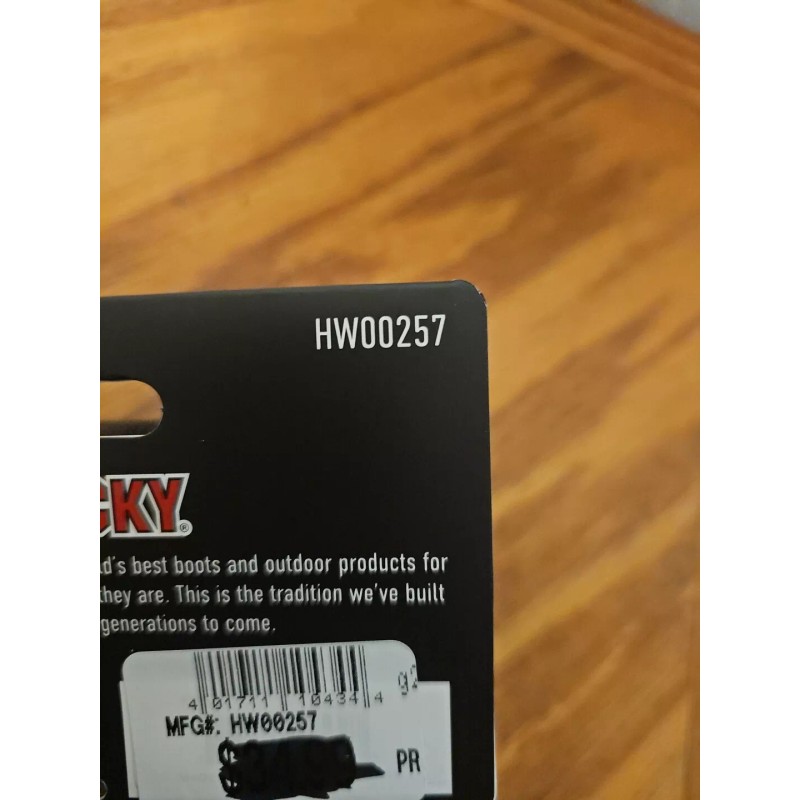 HW00257
CKY®
ld's best boots and outdoor products for
they are. This is the tradition we've built
generations to come.
4 01711 10434 4
MFG#: HW00257
PR